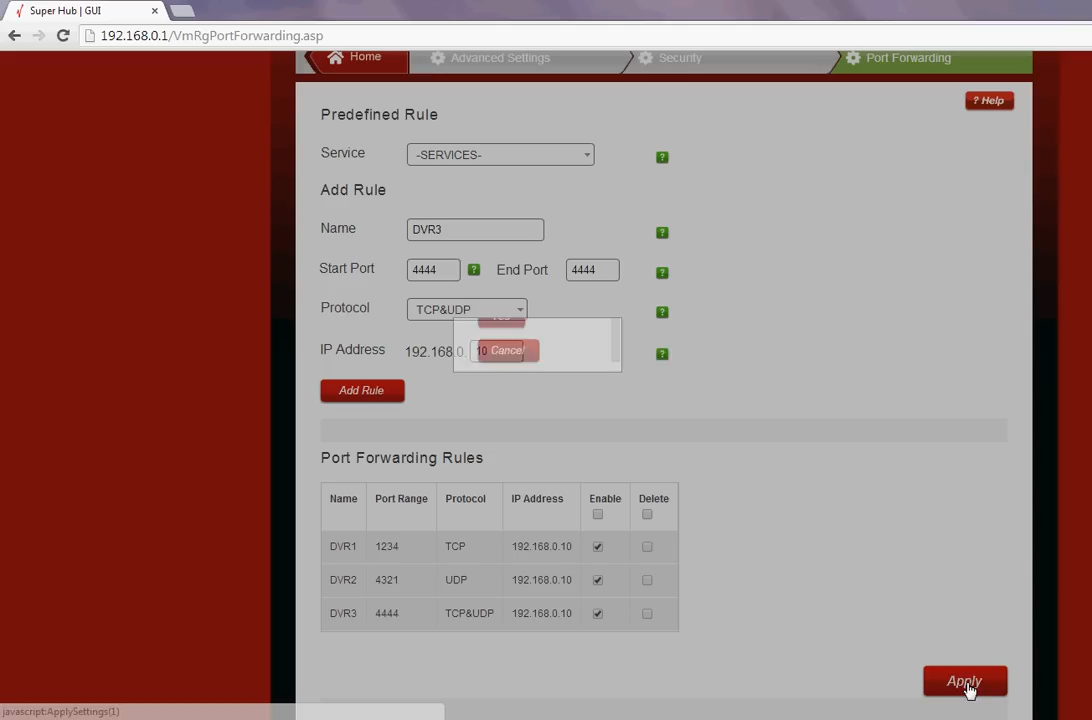 Super Hub | GUI
192.168.0.1/VmRgPortForwarding.asp
Home Advanced Settings Security Port Forwarding
Predefined Rule
? Help
Service -SERVICES- ?
Add Rule
Name DVR3 ?
Start Port 4444 ? End Port 4444 ?
Protocol TCP&UDP ?
IP Address 192.168.0. 10 Cancel ?
Add Rule
Port Forwarding Rules
Name Port Range Protocol IP Address Enable Delete
DVR1 1234 TCP 192.168.0.10
DVR2 4321 UDP 192.168.0.10
DVR3 4444 TCP&UDP 192.168.0.10
Apply
javascript:ApplySettings(1)